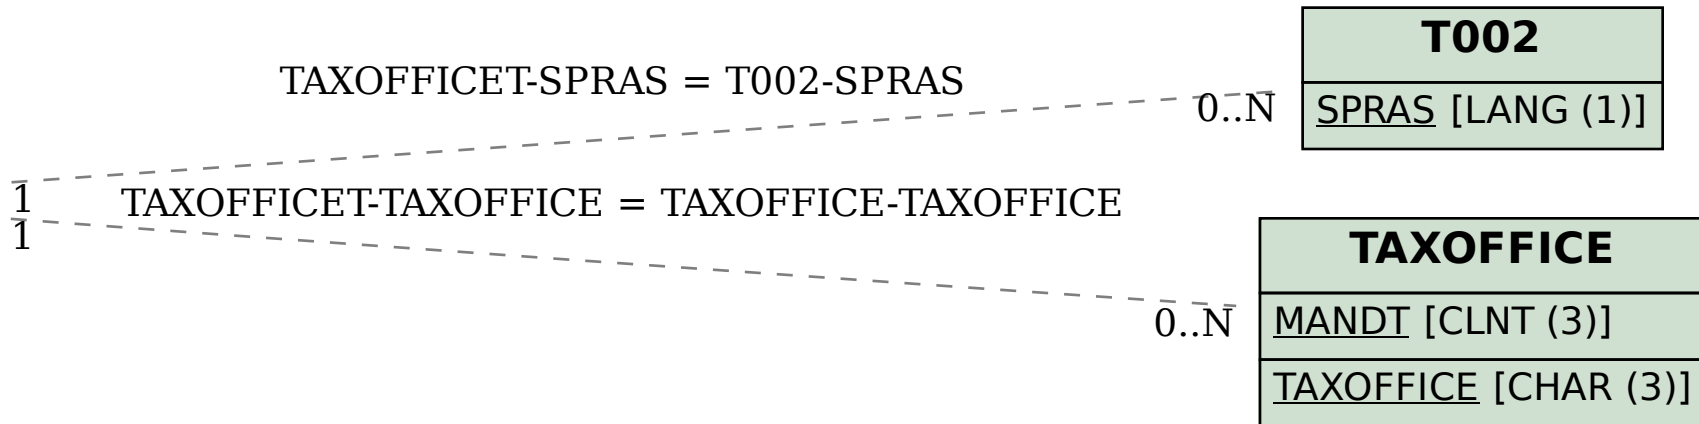 T002
TAXOFFICET-SPRAS = T002-SPRAS
0..N
SPRAS [LANG (1)]
1
TAXOFFICET-TAXOFFICE = TAXOFFICE-TAXOFFICE
1
TAXOFFICE
0..N
MANDT [CLNT (3)]
TAXOFFICE [CHAR (3)]